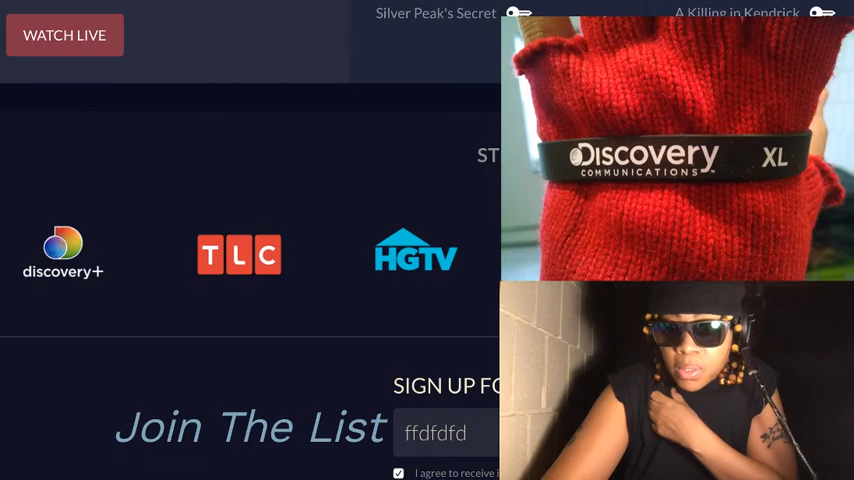 Silver Peak's Secret
A Killing in Kendrick
WATCH LIVE
ST
discovery+
TLC
HGTV
Discovery
COMMUNICATIONS™
XL
SIGN UP FO
Join The List
ffdfdfd
I agree to receive